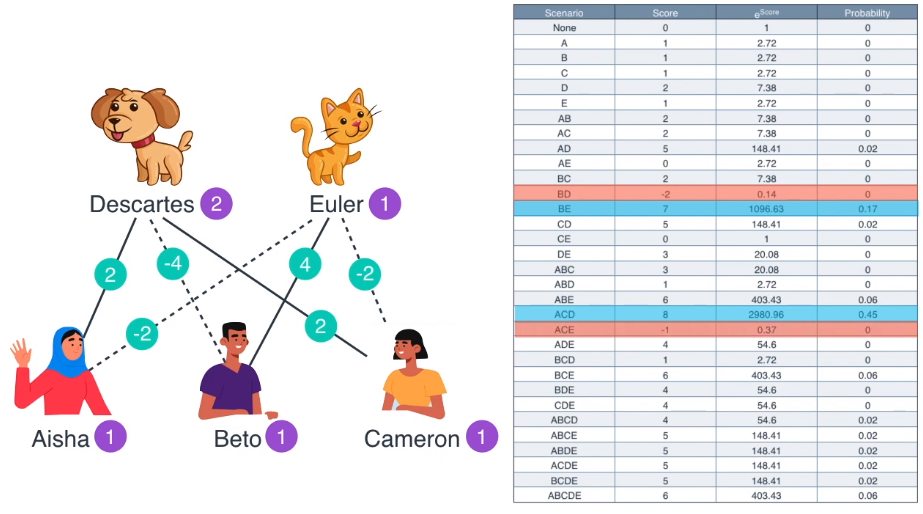 Descartes 2
Euler 1
2
-4
4
-2
-2
2
Aisha 1
Beto 1
Cameron 1
Scenario Score e^Score Probability
None 0 1 0
A 1 2.72 0
B 1 2.72 0
C 1 2.72 0
D 2 7.38 0
E 1 2.72 0
AB 2 7.38 0
AC 2 7.38 0
AD 5 148.41 0.02
AE 0 2.72 0
BC 2 7.38 0
BD -2 0.14 0
BE 7 1096.63 0.17
CD 5 148.41 0.02
CE 0 1 0
DE 3 20.08 0
ABC 3 20.08 0
ABD 1 2.72 0
ABE 6 403.43 0.06
ACD 8 2980.96 0.45
ACE -1 0.37 0
ADE 4 54.6 0
BCD 1 2.72 0
BCE 6 403.43 0.06
BDE 4 54.6 0
CDE 4 54.6 0
ABCD 4 54.6 0.02
ABCE 5 148.41 0.02
ABDE 5 148.41 0.02
ACDE 5 148.41 0.02
BCDE 5 148.41 0.02
ABCDE 6 403.43 0.06